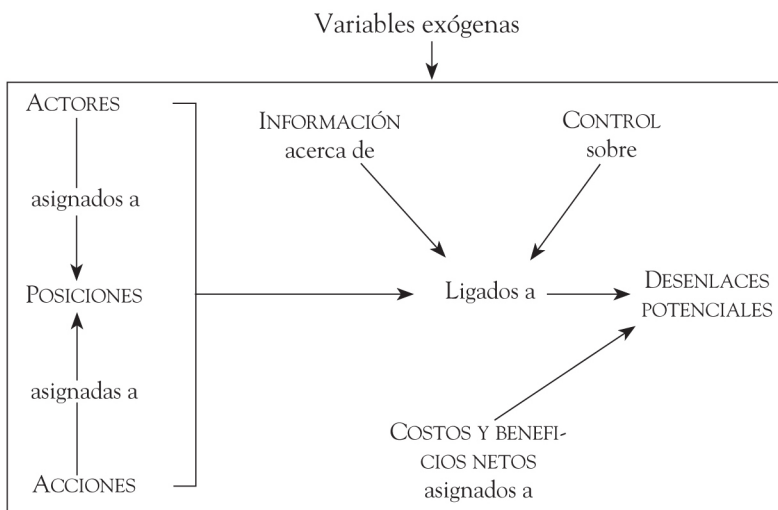 Variables exógenas
ACTORES
INFORMACIÓN
acerca de
CONTROL
sobre
asignados a
POSICIONES
Ligados a
DESENLACES
POTENCIALES
asignadas a
COSTOS Y BENEFI-
CIOS NETOS
asignados a
ACCIONES